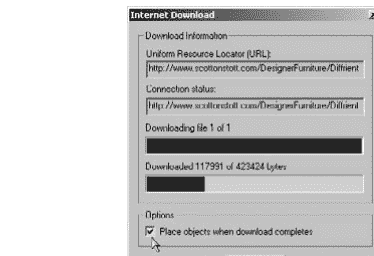 Internet Download
Download Information
Uniform Resource Locator (URL):
http://www.scottonstott.com/DesignerFurniture/Diffrient
Connection status:
http://www.scottonstott.com/DesignerFurniture/Diffrient
Downloading file 1 of 1
Downloaded 117991 of 423424 bytes
Options
Place objects when download completes